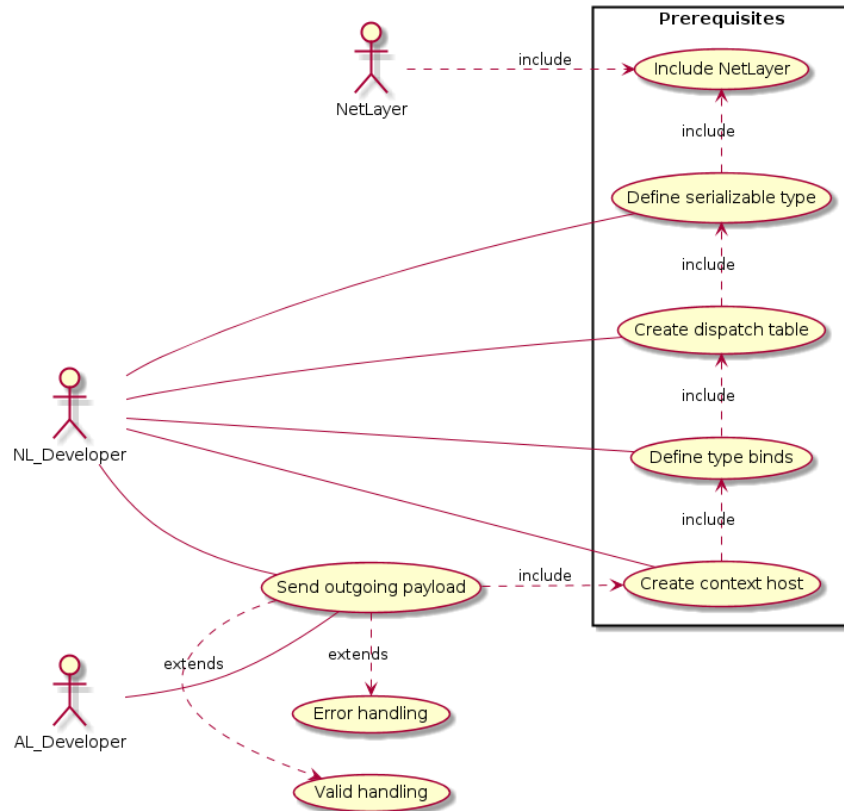 Prerequisites
include
Include NetLayer
NetLayer
include
Define serializable type
include
Create dispatch table
include
NL_Developer
Define type binds
include
Send outgoing payload
include
Create context host
extends
extends
Error handling
AL_Developer
Valid handling